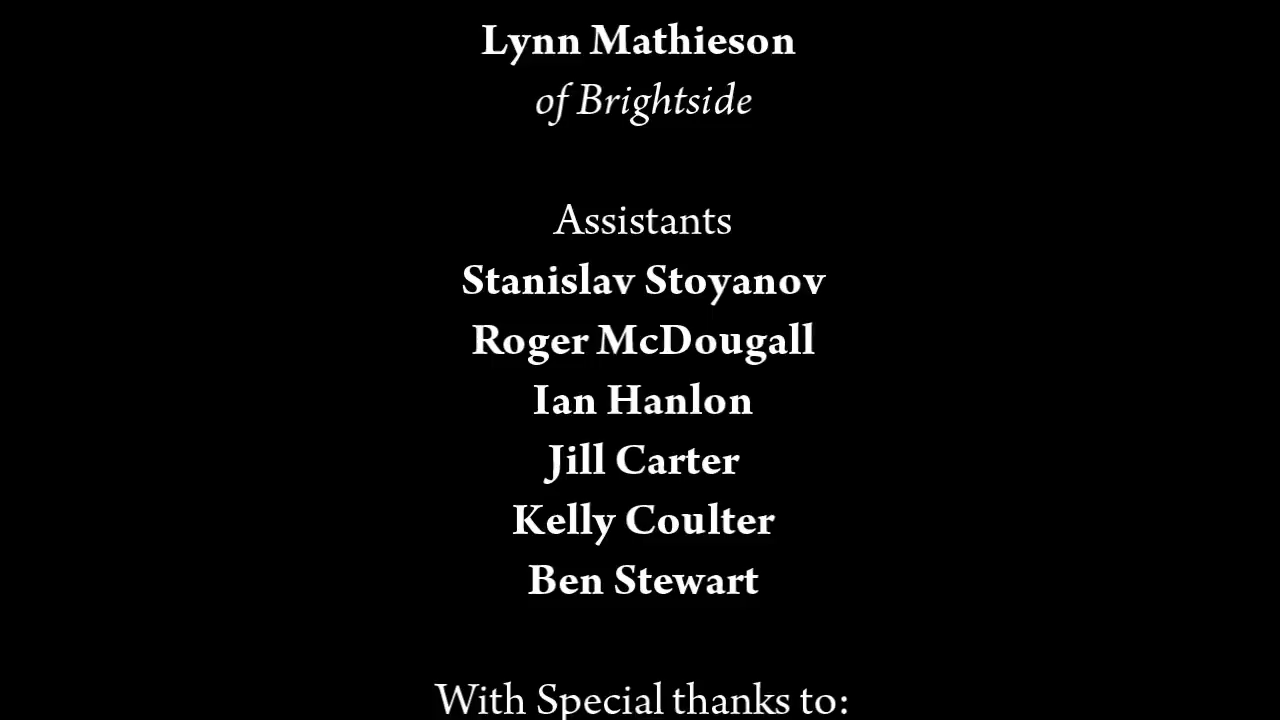 Lynn Mathieson
of Brightside
Assistants
Stanislav Stoyanov
Roger McDougall
Ian Hanlon
Jill Carter
Kelly Coulter
Ben Stewart
With Special thanks to: